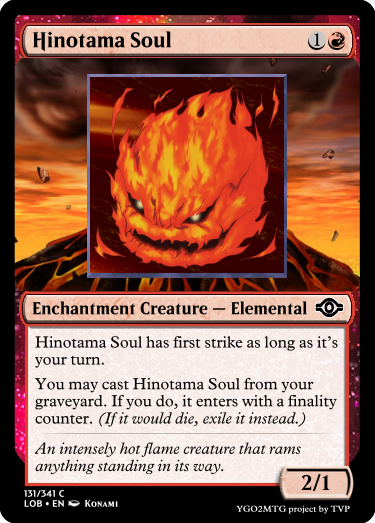 Hinotama Soul 1
Enchantment Creature — Elemental
Hinotama Soul has first strike as long as it's
your turn.
You may cast Hinotama Soul from your
graveyard. If you do, it enters with a finality
counter. (If it would die, exile it instead.)
An intensely hot flame creature that rams
anything standing in its way.
2/1
131/341 C
LOB • EN Konami
YGO2MTG project by TVP